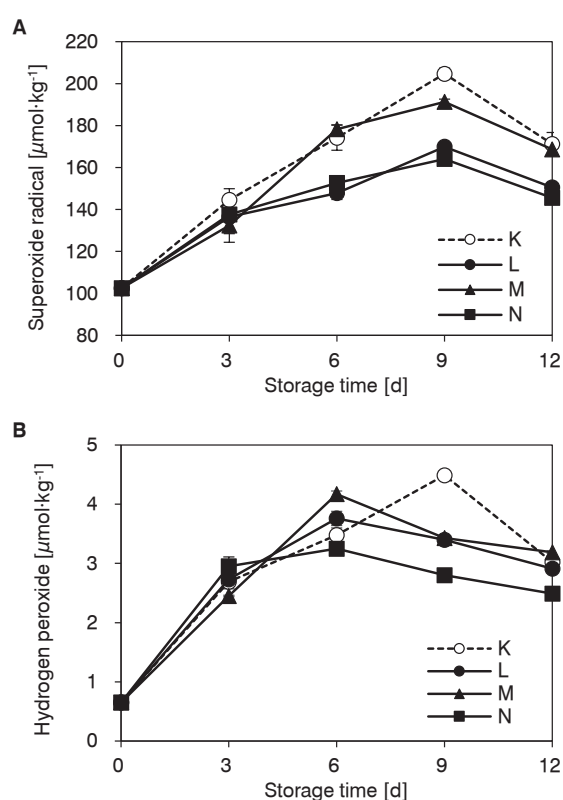 A
Superoxide radical [µmol·kg⁻¹]
220
200
180
160
140
120
100
80
K
L
M
N
0 3 6 9 12
Storage time [d]
B
Hydrogen peroxide [µmol·kg⁻¹]
5
4
3
2
1
0
K
L
M
N
0 3 6 9 12
Storage time [d]